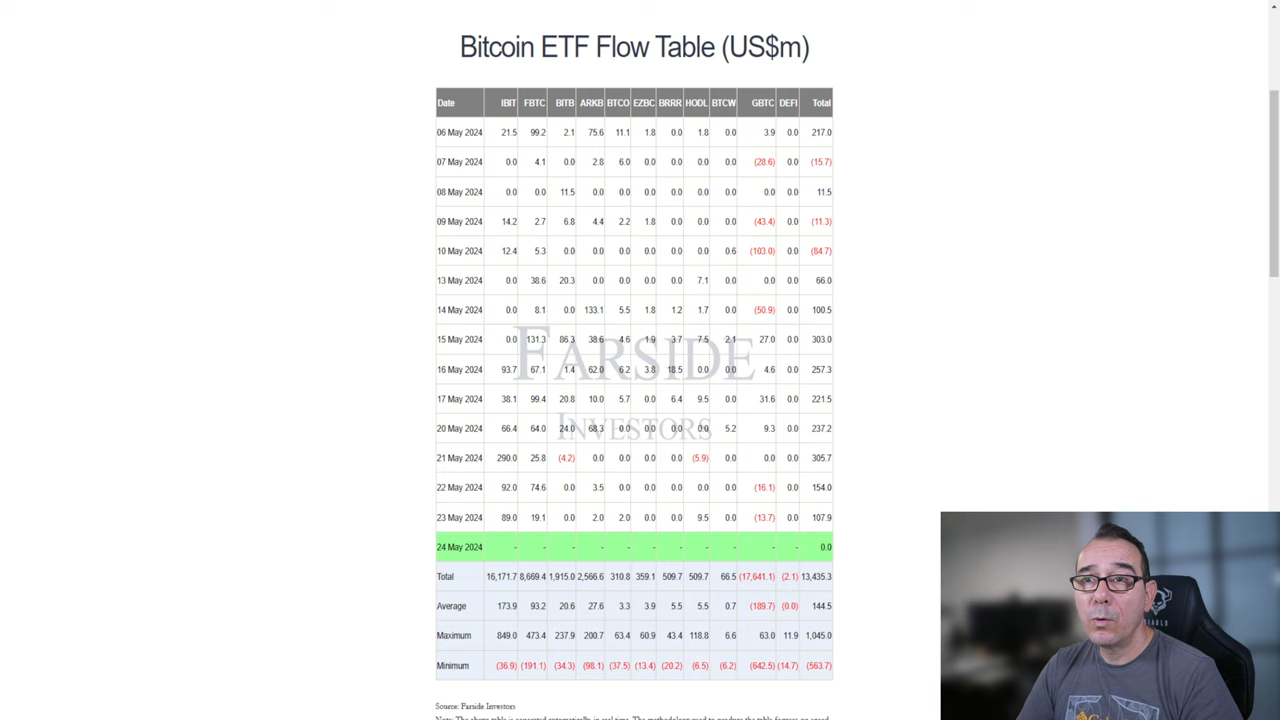 Bitcoin ETF Flow Table (US$m)
Date IBIT FBTC BITB ARKB BTCO EZBC BRRR HODL BTCW GBTC DEFI Total
06 May 2024 21.5 99.2 2.1 75.6 11.1 1.8 0.0 1.8 0.0 3.9 0.0 217.0
07 May 2024 0.0 4.1 0.0 2.8 6.0 0.0 0.0 0.0 0.0 (28.6) 0.0 (15.7)
08 May 2024 0.0 0.0 11.5 0.0 0.0 0.0 0.0 0.0 0.0 0.0 0.0 11.5
09 May 2024 14.2 2.7 6.8 4.4 2.2 1.8 0.0 0.0 0.0 (43.4) 0.0 (11.3)
10 May 2024 12.4 5.3 0.0 0.0 0.0 0.0 0.0 0.0 0.6 (103.0) 0.0 (84.7)
13 May 2024 0.0 38.6 20.3 0.0 0.0 0.0 0.0 7.1 0.0 0.0 0.0 66.0
14 May 2024 0.0 8.1 0.0 133.1 5.5 1.8 1.2 1.7 0.0 (50.9) 0.0 100.5
15 May 2024 0.0 131.3 86.3 38.6 4.6 1.9 3.7 7.5 2.1 27.0 0.0 303.0
FARSIDE
16 May 2024 93.7 67.1 1.4 62.0 6.2 3.8 18.5 0.0 0.0 4.6 0.0 257.3
17 May 2024 38.1 99.4 20.8 10.0 5.7 0.0 6.4 9.5 0.0 31.6 0.0 221.5
INVESTORS
20 May 2024 66.4 64.0 24.0 68.3 0.0 0.0 0.0 0.0 5.2 9.3 0.0 237.2
21 May 2024 290.0 25.8 (4.2) 0.0 0.0 0.0 0.0 (5.9) 0.0 0.0 0.0 305.7
22 May 2024 92.0 74.6 0.0 3.5 0.0 0.0 0.0 0.0 0.0 (16.1) 0.0 154.0
23 May 2024 89.0 19.1 0.0 2.0 2.0 0.0 0.0 9.5 0.0 (13.7) 0.0 107.9
24 May 2024 - - - - - - - - - - - 0.0
Total 16,171.7 8,669.4 1,915.0 2,566.6 310.8 359.1 509.7 509.7 66.5 (17,641.1) (2.1) 13,435.3
Average 173.9 93.2 20.6 27.6 3.3 3.9 5.5 5.5 0.7 (189.7) (0.0) 144.5
Maximum 849.0 473.4 237.9 200.7 63.4 60.9 43.4 118.8 6.6 63.0 11.9 1,045.0
Minimum (36.9) (191.1) (34.3) (98.1) (37.5) (13.4) (20.2) (6.5) (6.2) (642.5) (14.7) (563.7)
Source: Farside Investors